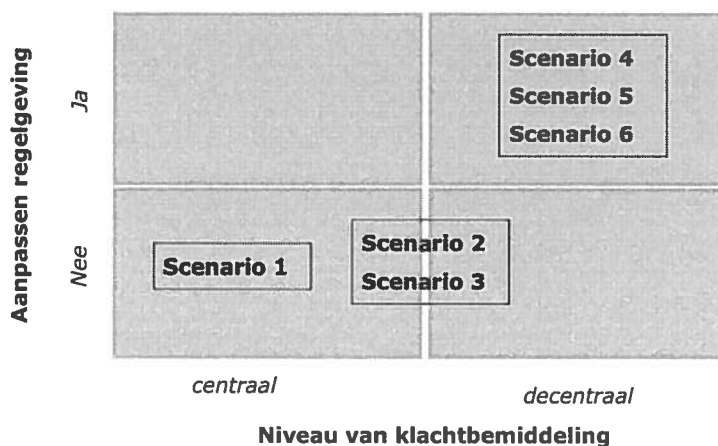 Aanpassen regelgeving
Ja
Nee
Scenario 4
Scenario 5
Scenario 6
Scenario 1
Scenario 2
Scenario 3
centraal
decentraal
Niveau van klachtbemiddeling